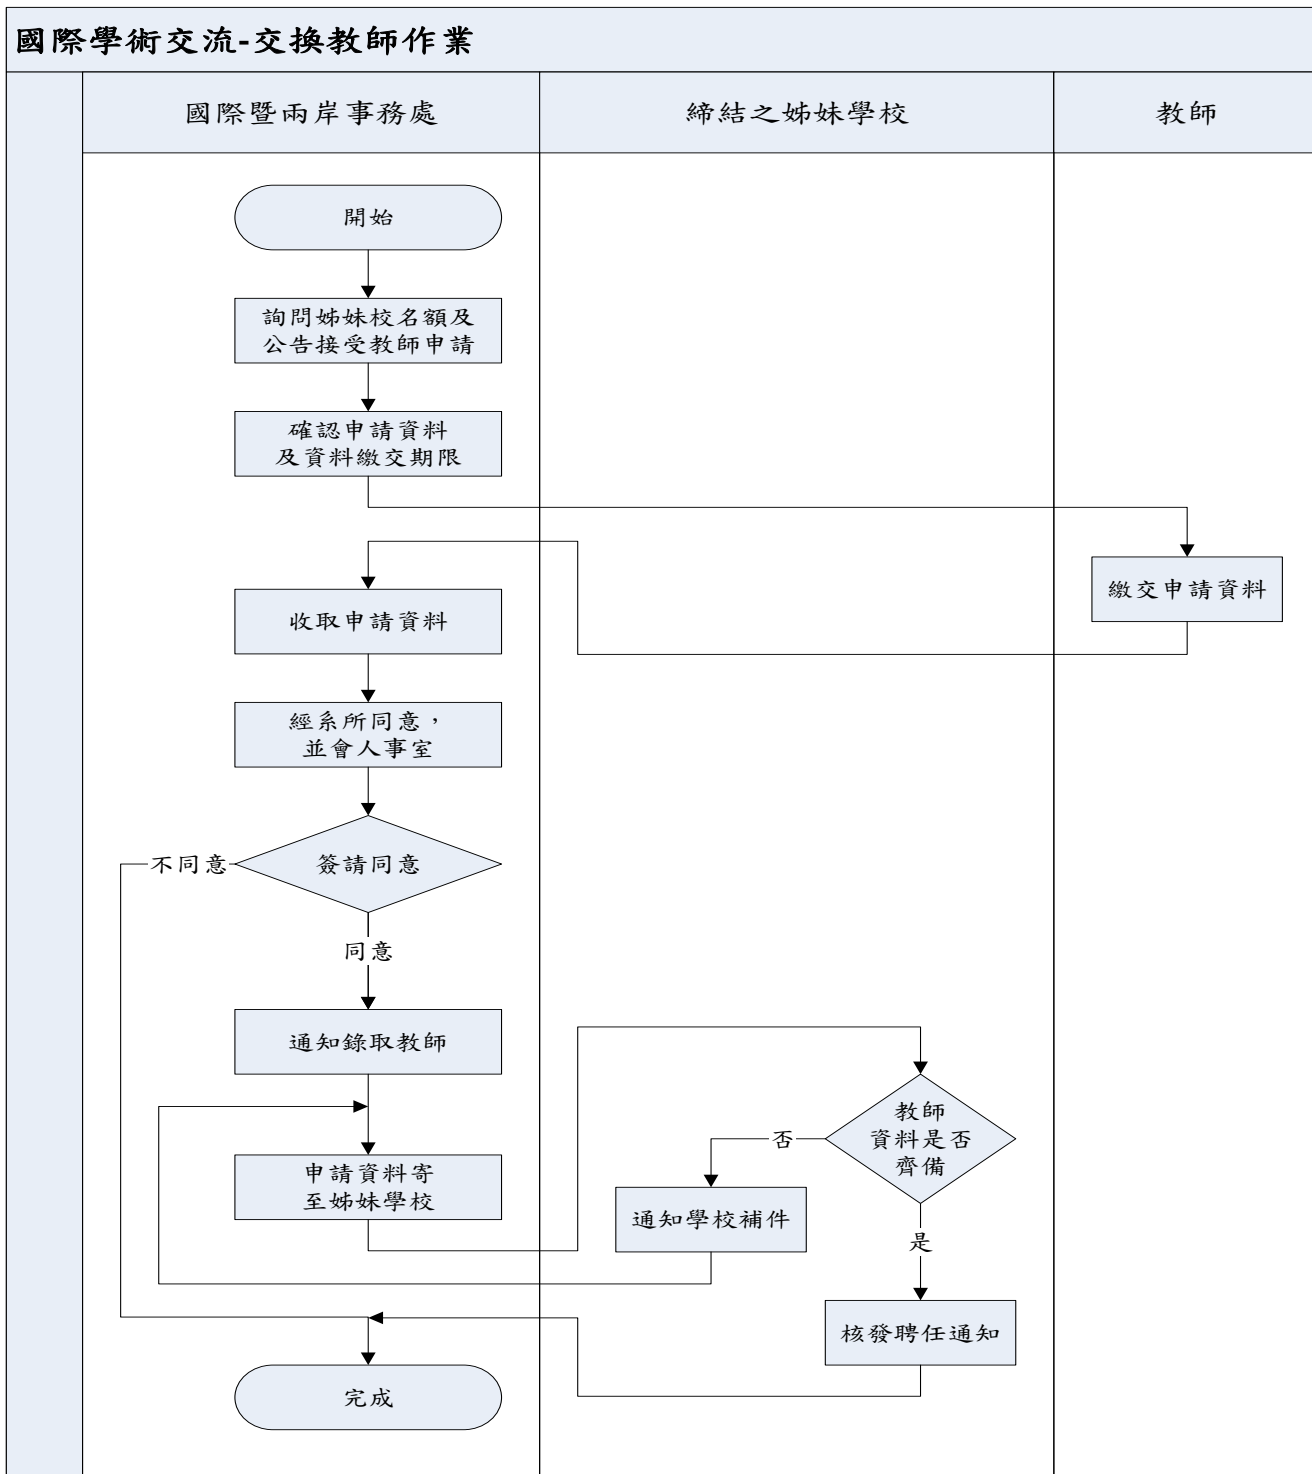 國際學術交流-交換教師作業
國際暨兩岸事務處
締結之姊妹學校
教師
開始
詢問姊妹校名額及
公告接受教師申請
確認申請資料
及資料繳交期限
繳交申請資料
收取申請資料
經系所同意，
並會人事室
不同意
簽請同意
同意
通知錄取教師
教師
資料是否
齊備
否
申請資料寄
至姊妹學校
通知學校補件
是
核發聘任通知
完成